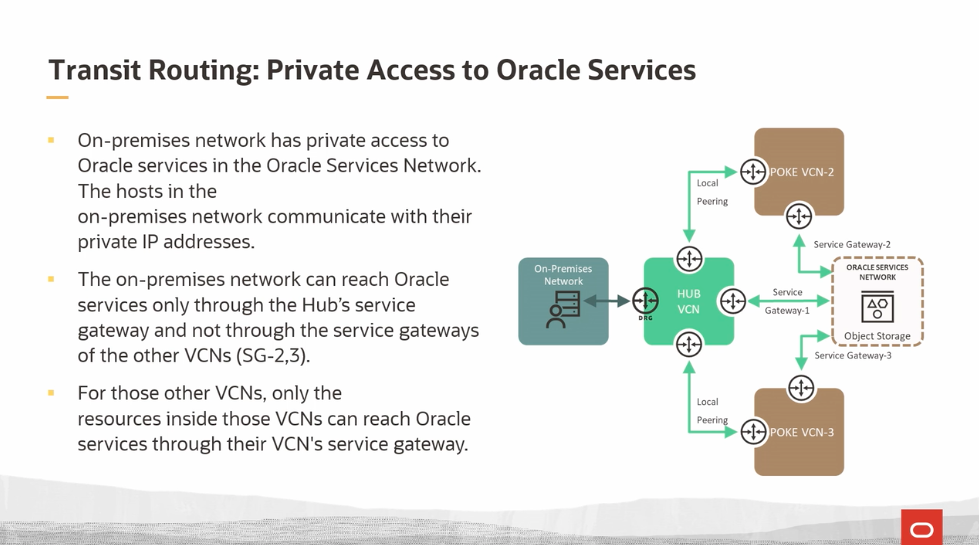 Transit Routing: Private Access to Oracle Services
On-premises network has private access to
Oracle services in the Oracle Services Network.
The hosts in the
on-premises network communicate with their
private IP addresses.
The on-premises network can reach Oracle
services only through the Hub's service
gateway and not through the service gateways
of the other VCNs (SG-2,3).
For those other VCNs, only the
resources inside those VCNs can reach Oracle
services through their VCN's service gateway.
POKE VCN-2
Local
Peering
Service Gateway-2
On-Premises
Network
DRG
HUB
VCN
Service
Gateway-1
ORACLE SERVICES
NETWORK
Object Storage
Service Gateway-3
Local
Peering
POKE VCN-3